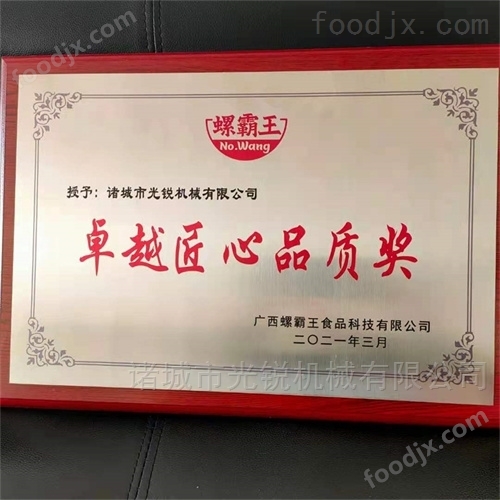 foodjx.com
foodjx.com
螺霸王
No.Wang
授予：诸城市光锐机械有限公司
卓越匠心品质奖
广西螺霸王食品科技有限公司
二〇二一年三月
诸城市光锐机械有限公司
foodjx.com